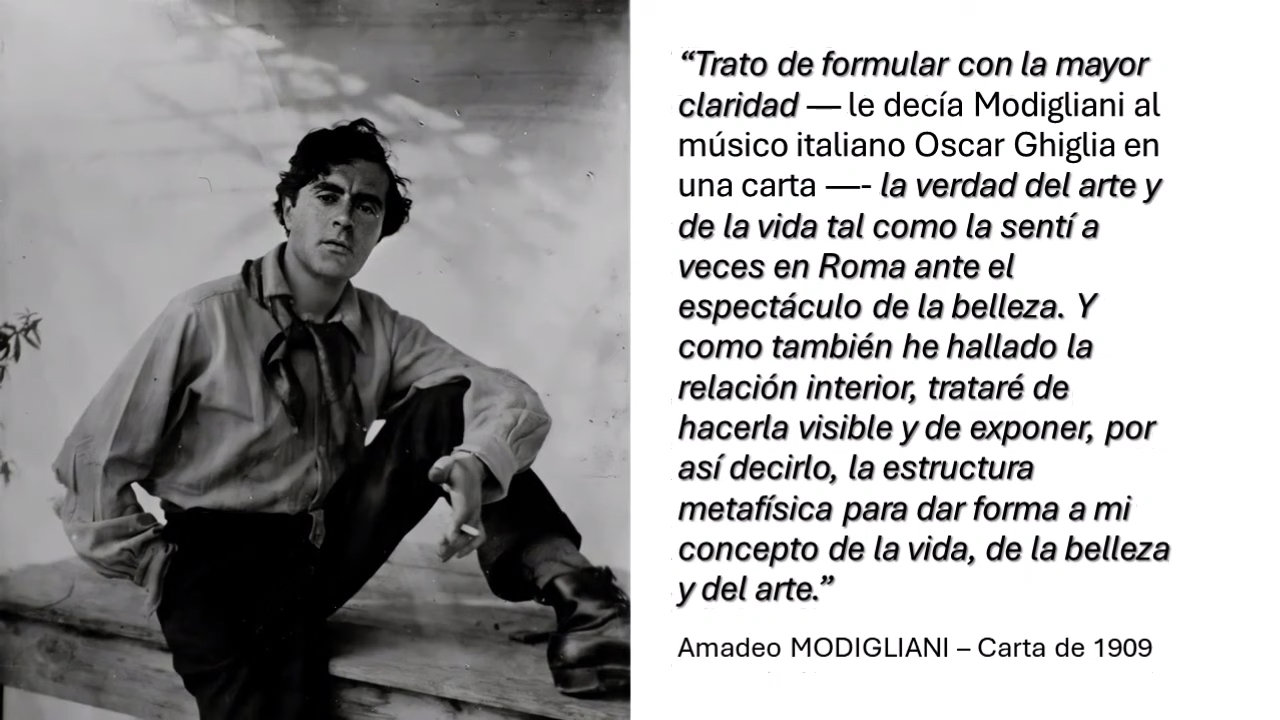 “Trato de formular con la mayor
claridad — le decía Modigliani al
músico italiano Oscar Ghiglia en
una carta —- la verdad del arte y
de la vida tal como la sentí a
veces en Roma ante el
espectáculo de la belleza. Y
como también he hallado la
relación interior, trataré de
hacerla visible y de exponer, por
así decirlo, la estructura
metafísica para dar forma a mi
concepto de la vida, de la belleza
y del arte.”
Amadeo MODIGLIANI – Carta de 1909